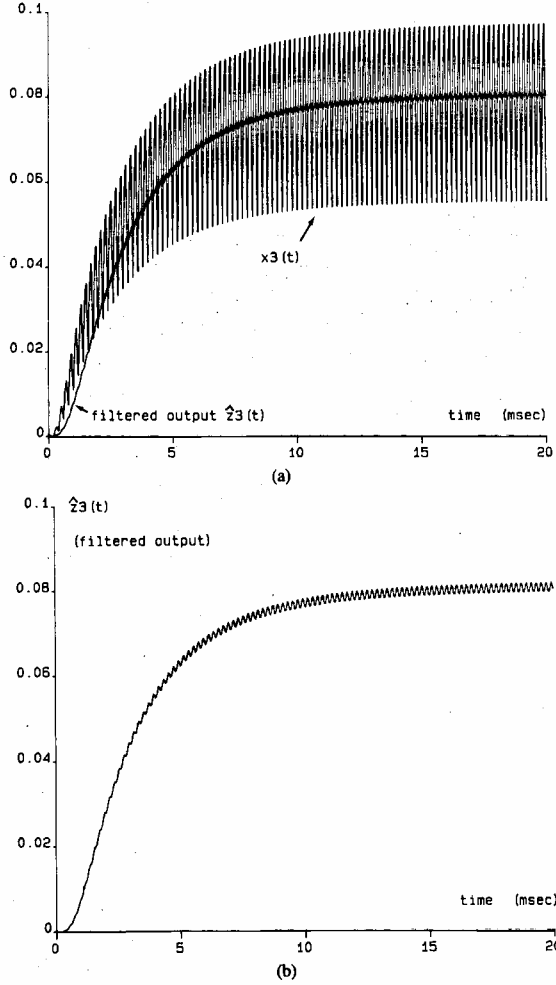 0.1
0.08
0.06
0.04
0.02
0
x3(t)
filtered output ẑ3(t)
time (msec)
0 5 10 15 20
(a)
0.1 ẑ3(t)
(filtered output)
0.08
0.06
0.04
0.02
0
time (msec)
0 5 10 15 20
(b)